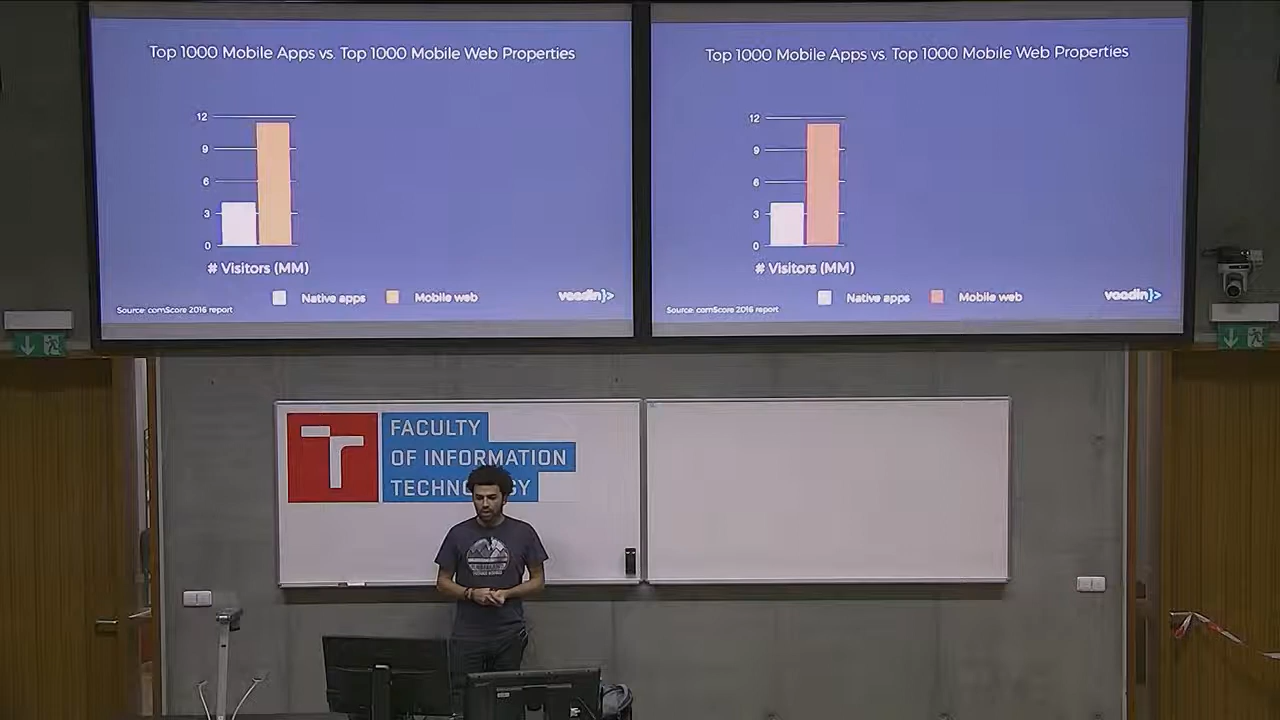 Top 1000 Mobile Apps vs. Top 1000 Mobile Web Properties
12
9
6
3
0
# Visitors (MM)
Native apps
Mobile web
Source: comScore 2016 report
vaadin}>
Top 1000 Mobile Apps vs. Top 1000 Mobile Web Properties
12
9
6
3
0
# Visitors (MM)
Native apps
Mobile web
Source: comScore 2016 report
vaadin}>
FACULTY
OF INFORMATION